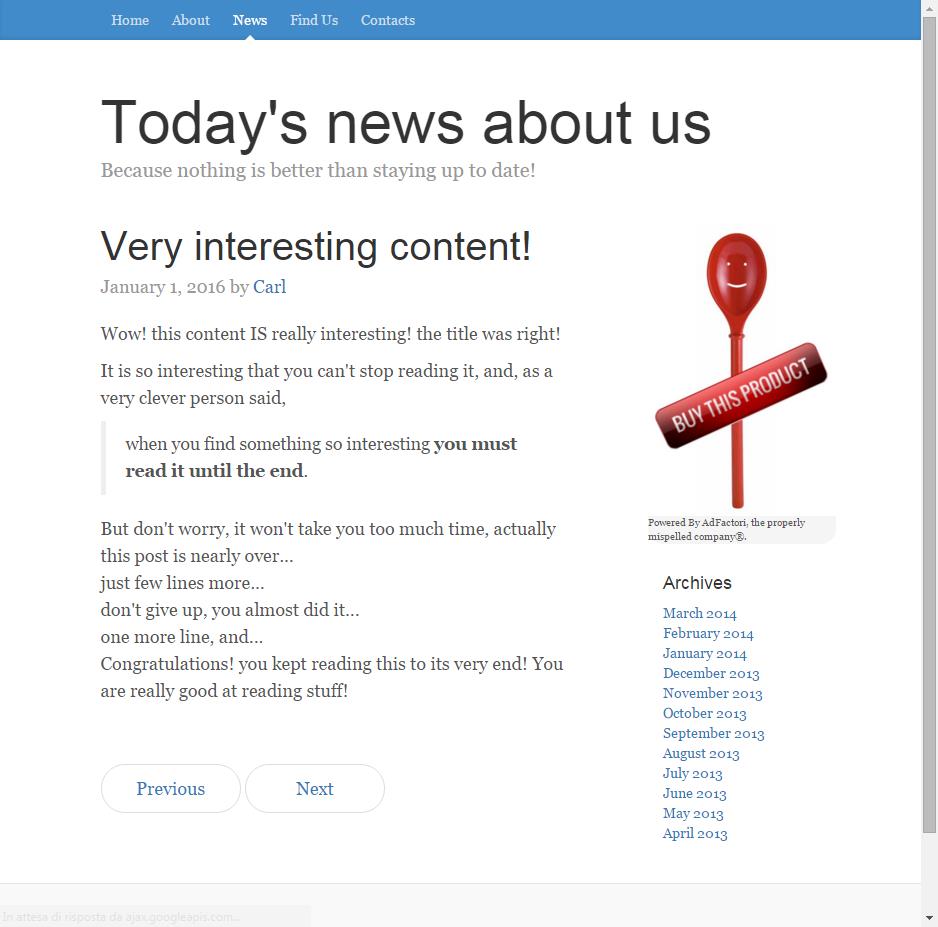 Home About News Find Us Contacts
Today's news about us
Because nothing is better than staying up to date!
Very interesting content!
January 1, 2016 by Carl
Wow! this content IS really interesting! the title was right!
It is so interesting that you can't stop reading it, and, as a
very clever person said,
when you find something so interesting you must
read it until the end.
But don't worry, it won't take you too much time, actually
this post is nearly over...
just few lines more...
don't give up, you almost did it...
one more line, and...
Congratulations! you kept reading this to its very end! You
are really good at reading stuff!
Previous Next
BUY THIS PRODUCT
Powered By AdFactori, the properly
mispelled company®.
Archives
March 2014
February 2014
January 2014
December 2013
November 2013
October 2013
September 2013
August 2013
July 2013
June 2013
May 2013
April 2013
In attesa di risposta da ajax.googleapis.com...